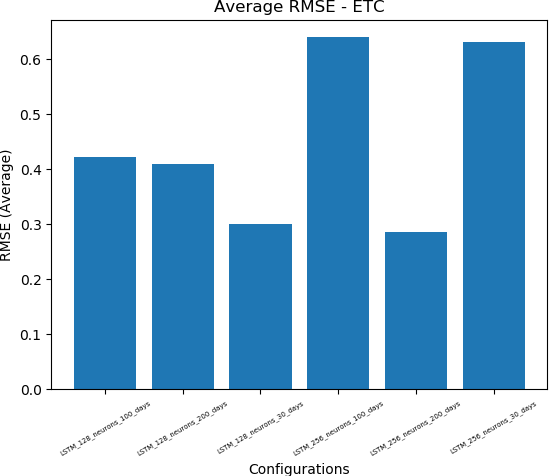 Average RMSE - ETC
RMSE (Average)
0.6
0.5
0.4
0.3
0.2
0.1
0.0
LSTM_128_neurons_100_days
LSTM_128_neurons_200_days
LSTM_128_neurons_30_days
LSTM_256_neurons_100_days
LSTM_256_neurons_200_days
LSTM_256_neurons_30_days
Configurations